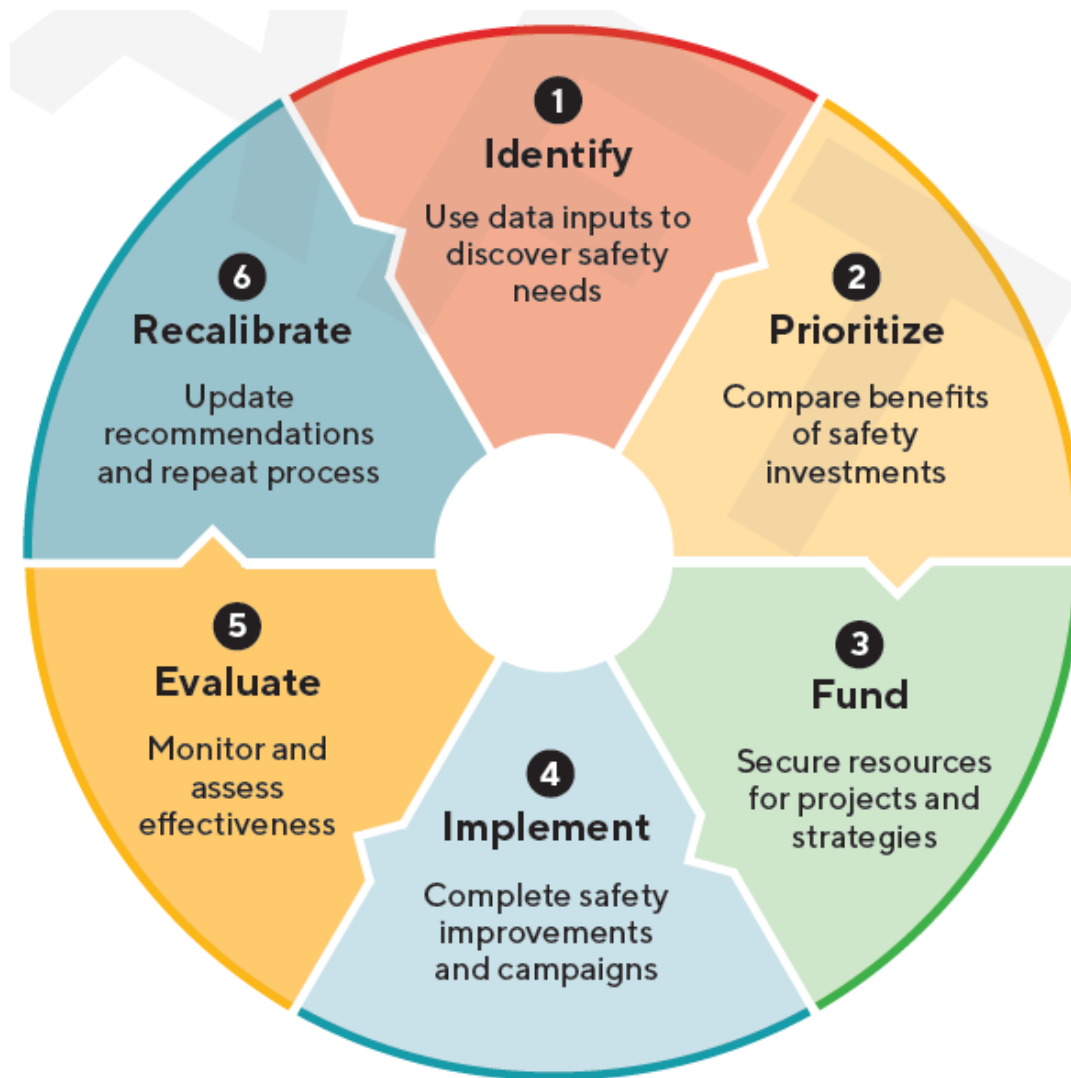 1
Identify
Use data inputs to
discover safety
needs
2
Prioritize
Compare benefits
of safety
investments
3
Fund
Secure resources
for projects and
strategies
4
Implement
Complete safety
improvements
and campaigns
5
Evaluate
Monitor and
assess
effectiveness
6
Recalibrate
Update
recommendations
and repeat process